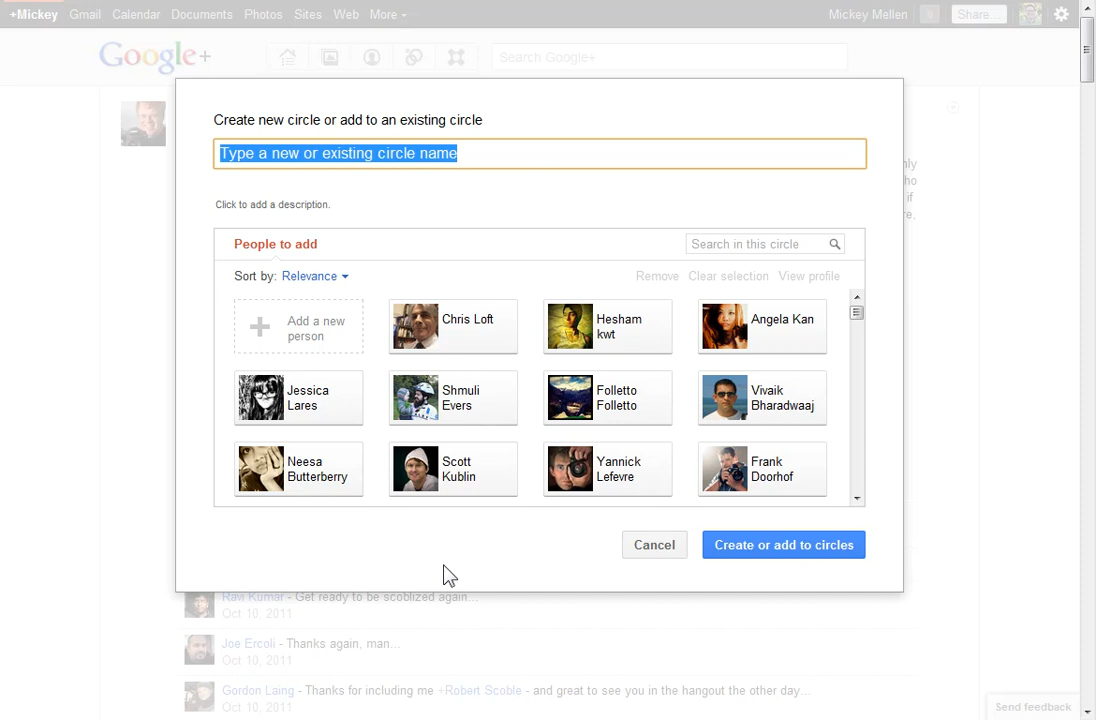 +Mickey Gmail Calendar Documents Photos Sites Web More
Mickey Mellen Share...
Google+
Search Google+
Create new circle or add to an existing circle
Type a new or existing circle name
Click to add a description.
People to add
Search in this circle
Sort by: Relevance
Remove Clear selection View profile
Add a new person
Chris Loft
Hesham kwt
Angela Kan
Jessica Lares
Shmuli Evers
Folletto Folletto
Vivaik Bharadwaaj
Neesa Butterberry
Scott Kublin
Yannick Lefevre
Frank Doorhof
Cancel
Create or add to circles
Ravi Kumar - Get ready to be scoblized again...
Oct 10, 2011
Joe Ercoli - Thanks again, man...
Oct 10, 2011
Gordon Laing - Thanks for including me +Robert Scoble - and great to see you in the hangout the other day...
Oct 10, 2011
Send feedback